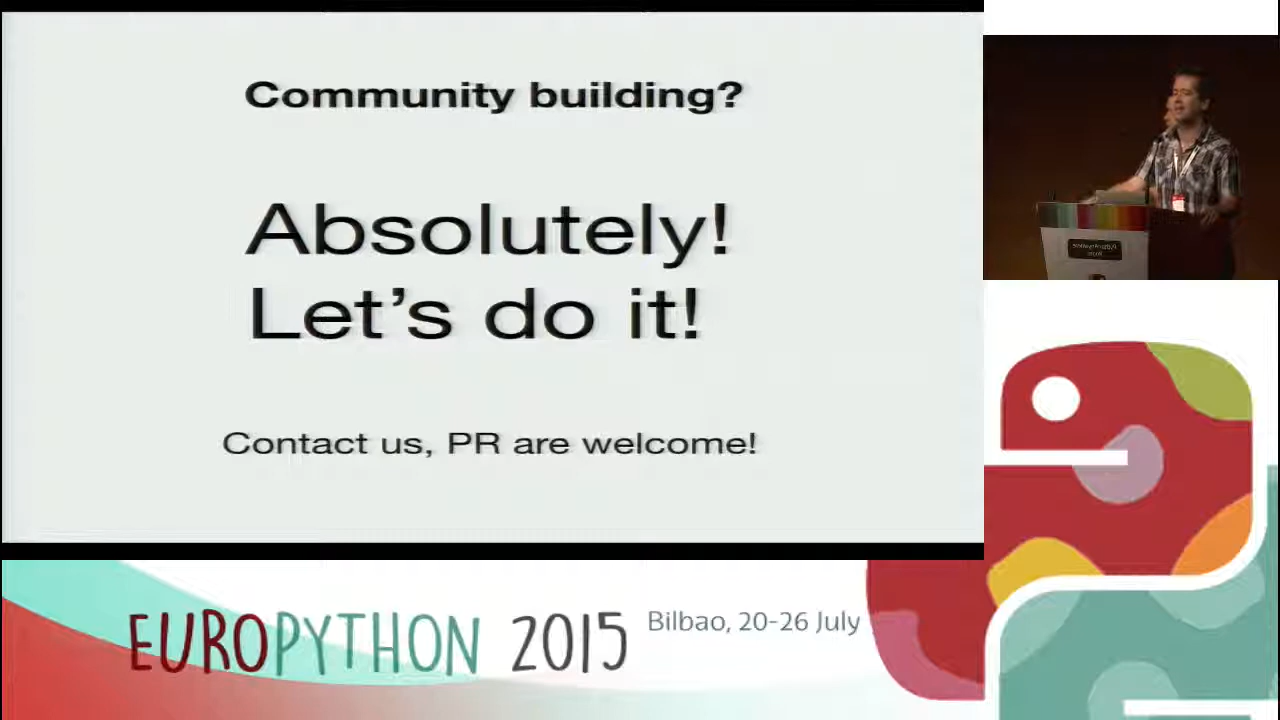 Community building?
Absolutely!
Let's do it!
Contact us, PR are welcome!
EUROPYTHON 2015
Bilbao, 20-26 July